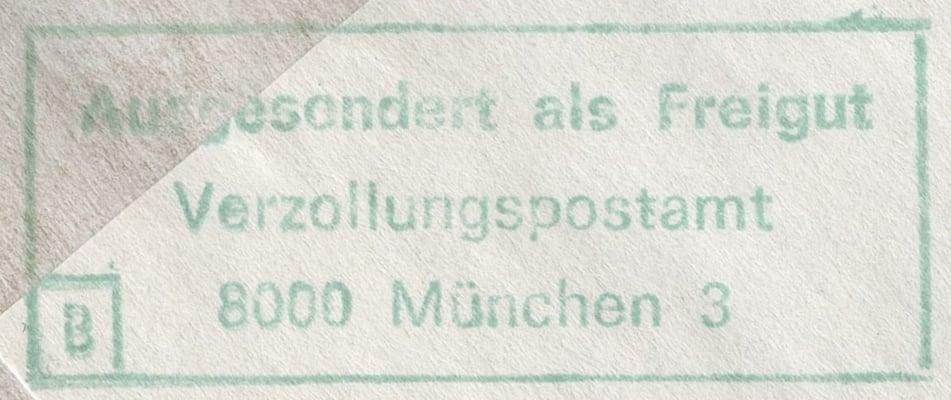 Ausgesondert als Freigut
Verzollungspostamt
8000 München 3
B